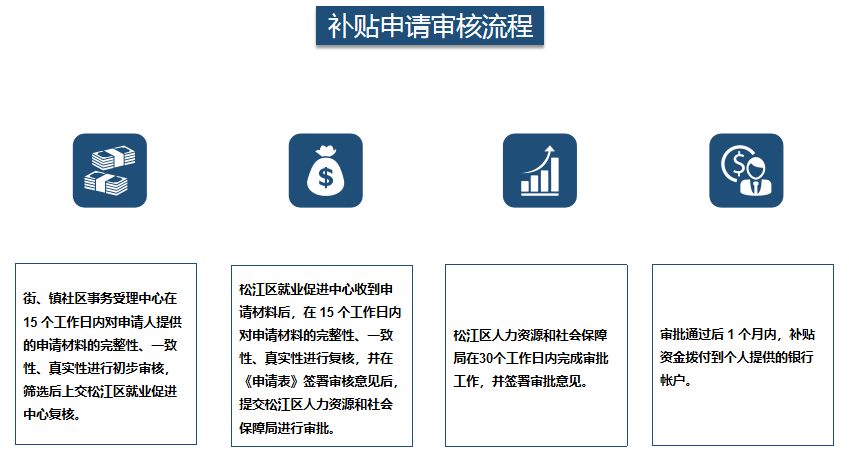 补贴申请审核流程
街、镇社区事务受理中心在
15 个工作日内对申请人提供
的申请材料的完整性、一致
性、真实性进行初步审核，
筛选后上交松江区就业促进
中心复核。
松江区就业促进中心收到申
请材料后，在 15 个工作日内
对申请材料的完整性、一致
性、真实性进行复核，并在
《申请表》签署审核意见后，
提交松江区人力资源和社会
保障局进行审批。
松江区人力资源和社会保障
局在30个工作日内完成审批
工作，并签署审批意见。
审批通过后 1 个月内，补贴
资金拨付到个人提供的银行
帐户。